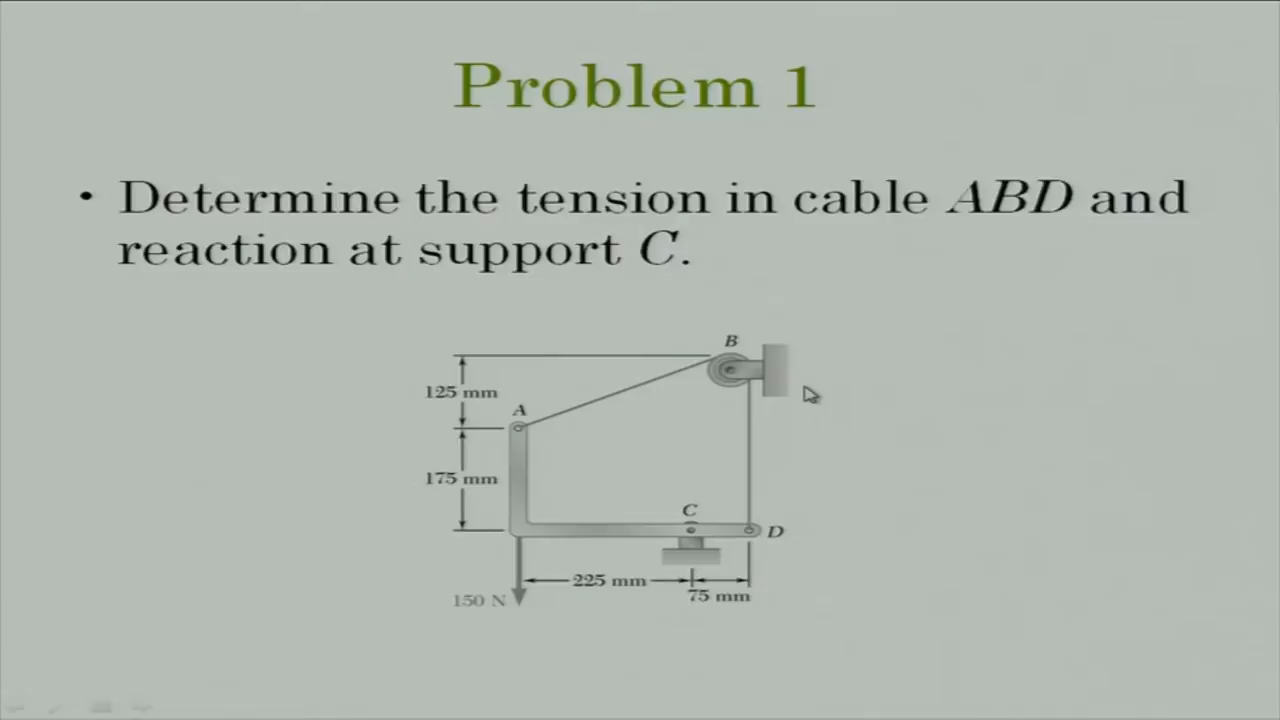 Problem 1
• Determine the tension in cable ABD and
reaction at support C.
B
125 mm
A
175 mm
C
D
225 mm
75 mm
150 N